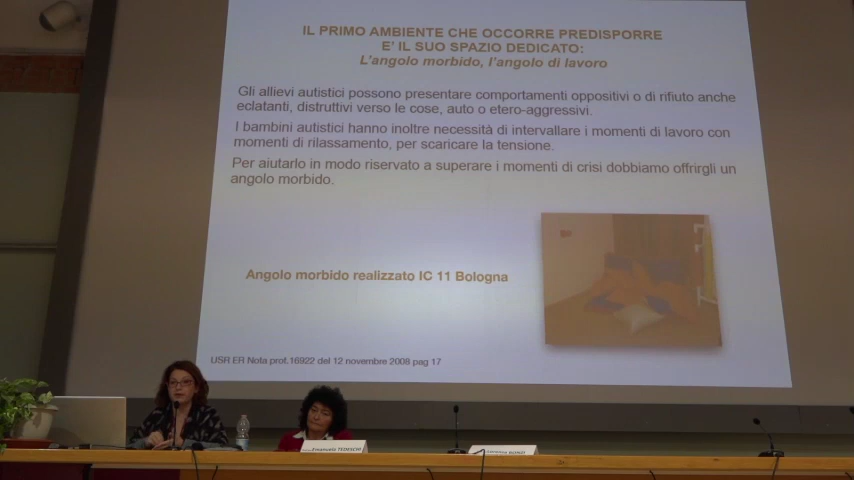 IL PRIMO AMBIENTE CHE OCCORRE PREDISPORRE
E' IL SUO SPAZIO DEDICATO:
L'angolo morbido, l'angolo di lavoro
Gli allievi autistici possono presentare comportamenti oppositivi o di rifiuto anche
eclatanti, distruttivi verso le cose, auto o etero-aggressivi.
I bambini autistici hanno inoltre necessità di intervallare i momenti di lavoro con
momenti di rilassamento, per scaricare la tensione.
Per aiutarlo in modo riservato a superare i momenti di crisi dobbiamo offrirgli un
angolo morbido.
Angolo morbido realizzato IC 11 Bologna
USR ER Nota prot.16922 del 12 novembre 2008 pag 17
Emanuela TEDESCHI